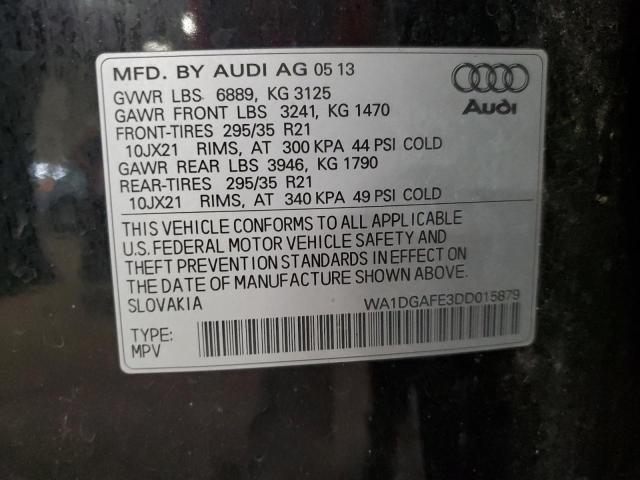 MFD. BY AUDI AG 05 13
GVWR LBS 6889, KG 3125
GAWR FRONT LBS 3241, KG 1470
FRONT-TIRES 295/35 R21
10JX21 RIMS, AT 300 KPA 44 PSI COLD
GAWR REAR LBS 3946, KG 1790
REAR-TIRES 295/35 R21
10JX21 RIMS, AT 340 KPA 49 PSI COLD
Audi
THIS VEHICLE CONFORMS TO ALL APPLICABLE
U.S. FEDERAL MOTOR VEHICLE SAFETY AND
THEFT PREVENTION STANDARDS IN EFFECT ON
THE DATE OF MANUFACTURE SHOWN ABOVE.
SLOVAKIA WA1DGAFE3DD015879
TYPE:
MPV